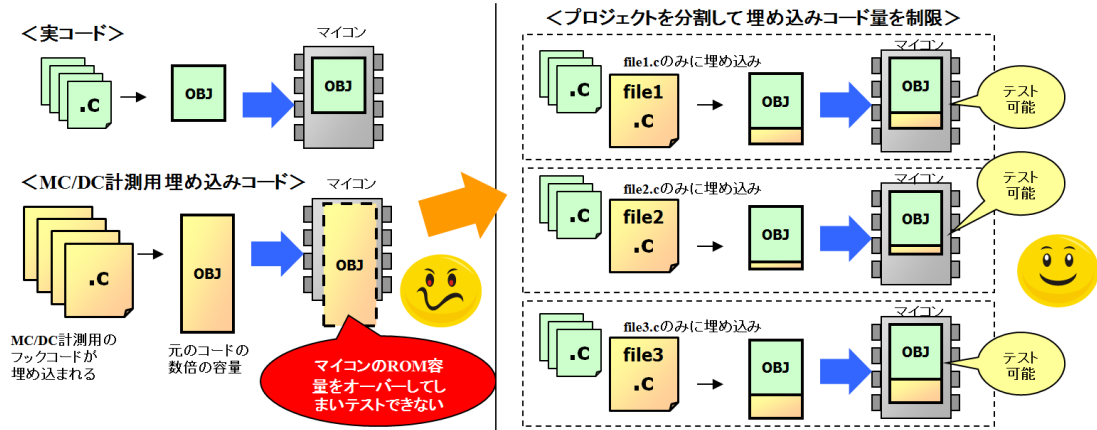 ＜実コード＞
マイコン
.c
OBJ
OBJ
＜MC/DC計測用 埋め込みコード＞
マイコン
.c
OBJ
OBJ
MC/DC計測用の
フックコードが
埋め込まれる
元のコードの
数倍の容量
マイコンのROM容
量をオーバーしてし
まいテストできない
＜プロジェクトを分割して 埋め込みコード量を制限＞
file1.cのみに埋め込み
マイコン
.c
file1
.c
OBJ
OBJ
テスト
可能
file2.cのみに埋め込み
マイコン
.c
file2
.c
OBJ
OBJ
テスト
可能
file3.cのみに埋め込み
マイコン
.c
file3
.c
OBJ
OBJ
テスト
可能